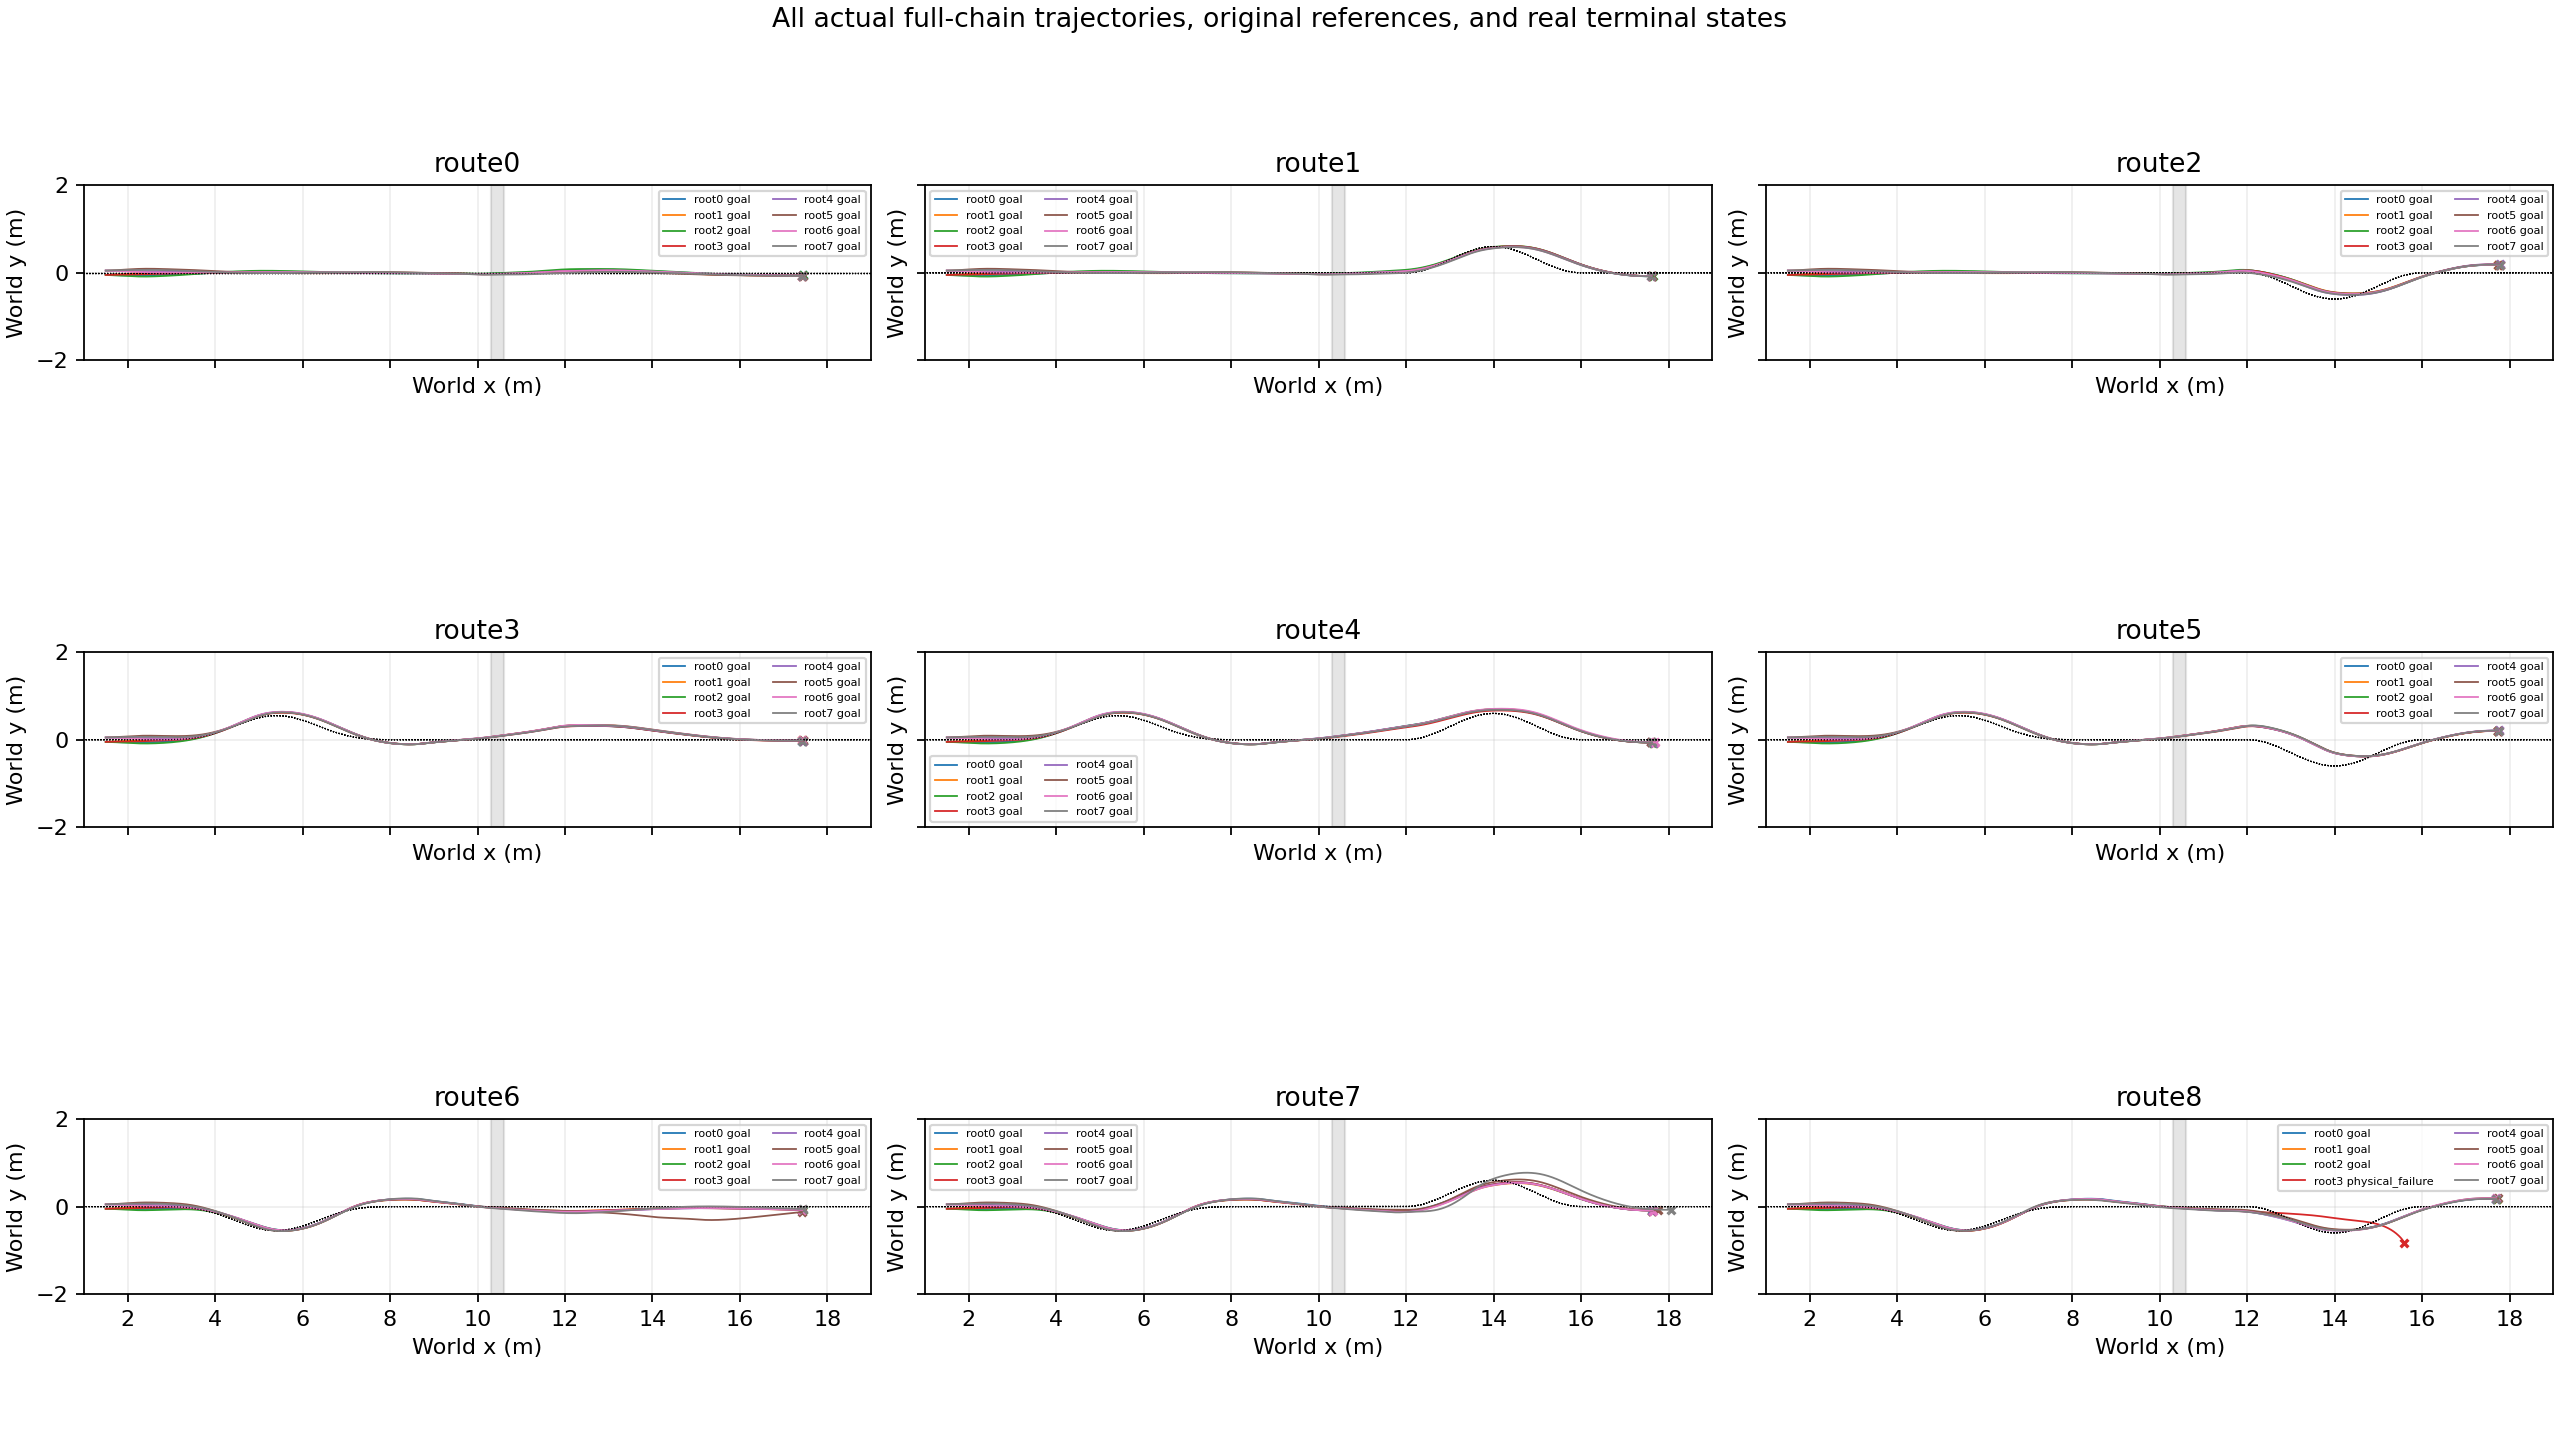 All actual full-chain trajectories, original references, and real terminal states
route0
World y (m)
2
0
−2
root0 goal root4 goal
root1 goal root5 goal
root2 goal root6 goal
root3 goal root7 goal
World x (m)
route1
World y (m)
root0 goal root4 goal
root1 goal root5 goal
root2 goal root6 goal
root3 goal root7 goal
World x (m)
route2
World y (m)
root0 goal root4 goal
root1 goal root5 goal
root2 goal root6 goal
root3 goal root7 goal
World x (m)
route3
World y (m)
2
0
−2
root0 goal root4 goal
root1 goal root5 goal
root2 goal root6 goal
root3 goal root7 goal
World x (m)
route4
World y (m)
root0 goal root4 goal
root1 goal root5 goal
root2 goal root6 goal
root3 goal root7 goal
World x (m)
route5
World y (m)
root0 goal root4 goal
root1 goal root5 goal
root2 goal root6 goal
root3 goal root7 goal
World x (m)
route6
World y (m)
2
0
−2
root0 goal root4 goal
root1 goal root5 goal
root2 goal root6 goal
root3 goal root7 goal
2 4 6 8 10 12 14 16 18
World x (m)
route7
World y (m)
root0 goal root4 goal
root1 goal root5 goal
root2 goal root6 goal
root3 goal root7 goal
2 4 6 8 10 12 14 16 18
World x (m)
route8
World y (m)
root0 goal root4 goal
root1 goal root5 goal
root2 goal root6 goal
root3 physical_failure root7 goal
2 4 6 8 10 12 14 16 18
World x (m)